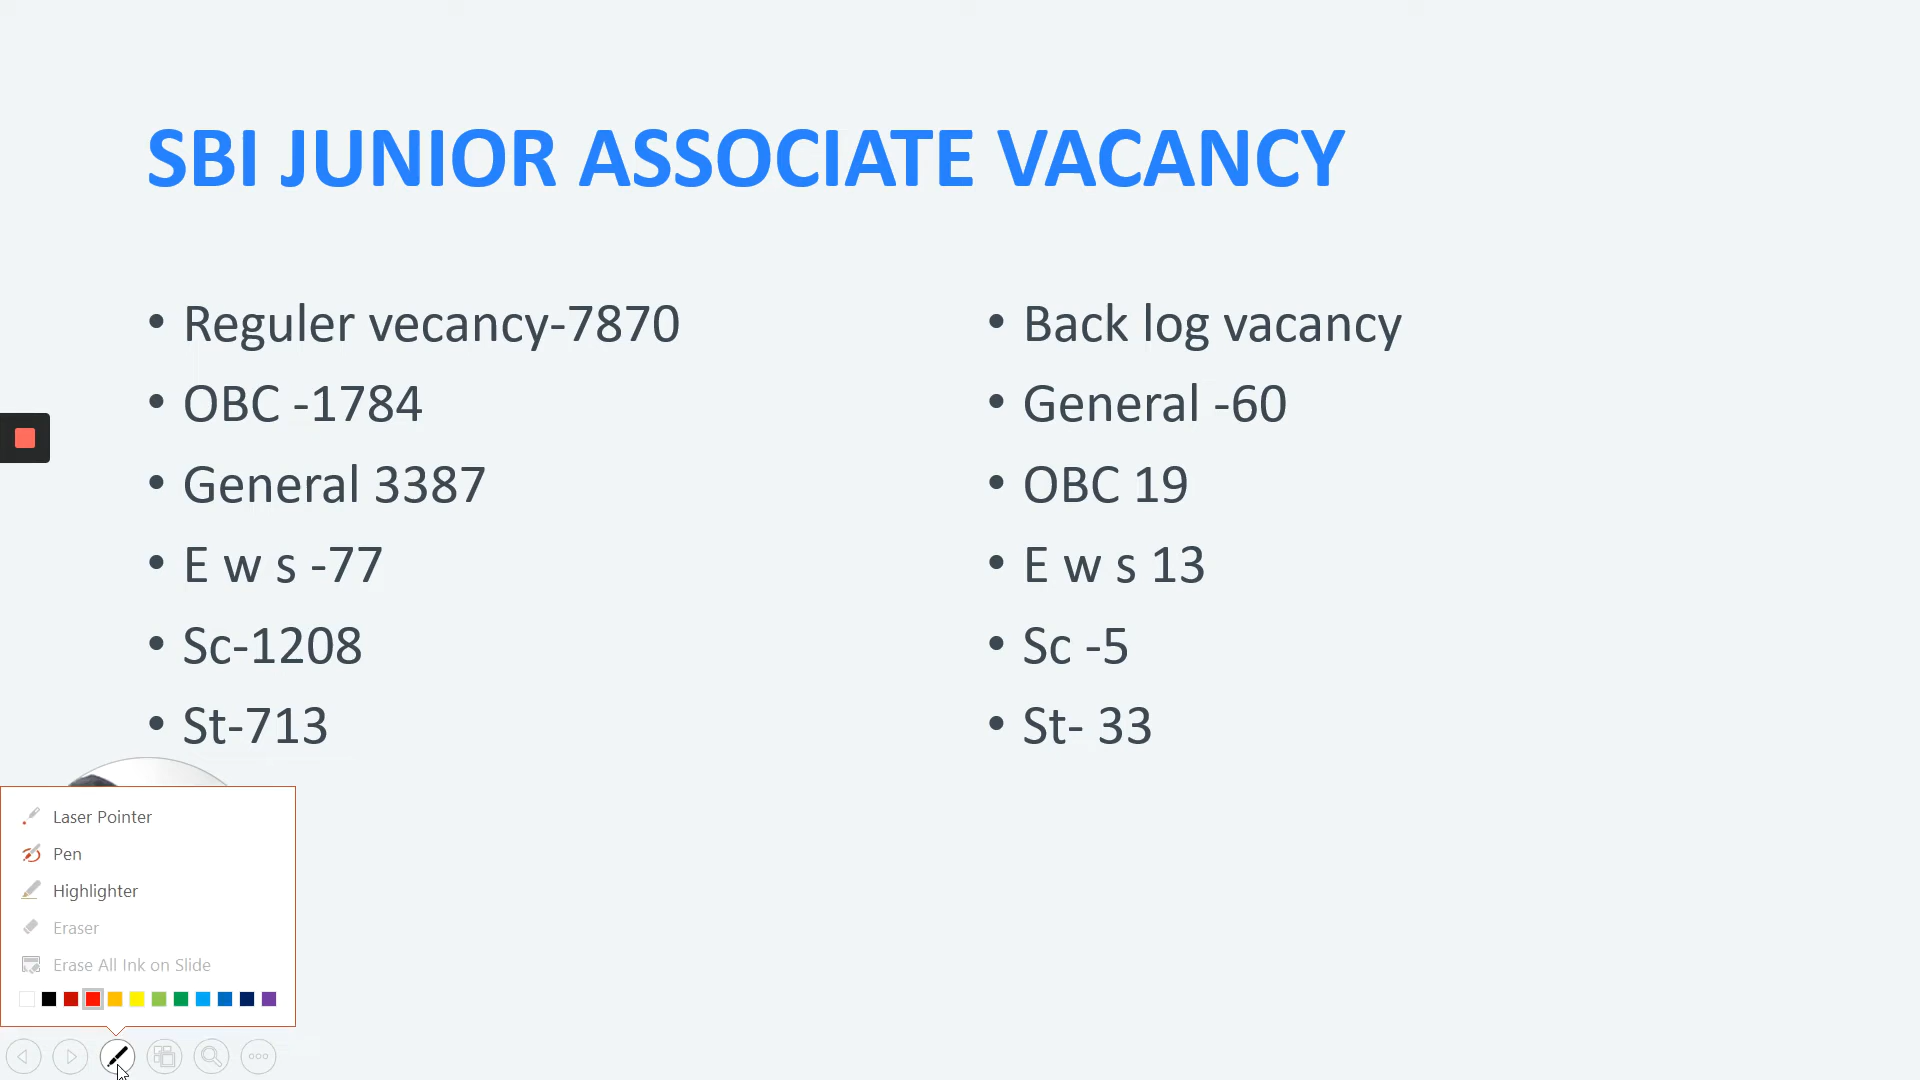 SBI JUNIOR ASSOCIATE VACANCY
• Reguler vecancy-7870
• OBC -1784
• General 3387
• E w s -77
• Sc-1208
• St-713
• Back log vacancy
• General -60
• OBC 19
• E w s 13
• Sc -5
• St- 33
Laser Pointer
Pen
Highlighter
Eraser
Erase All Ink on Slide